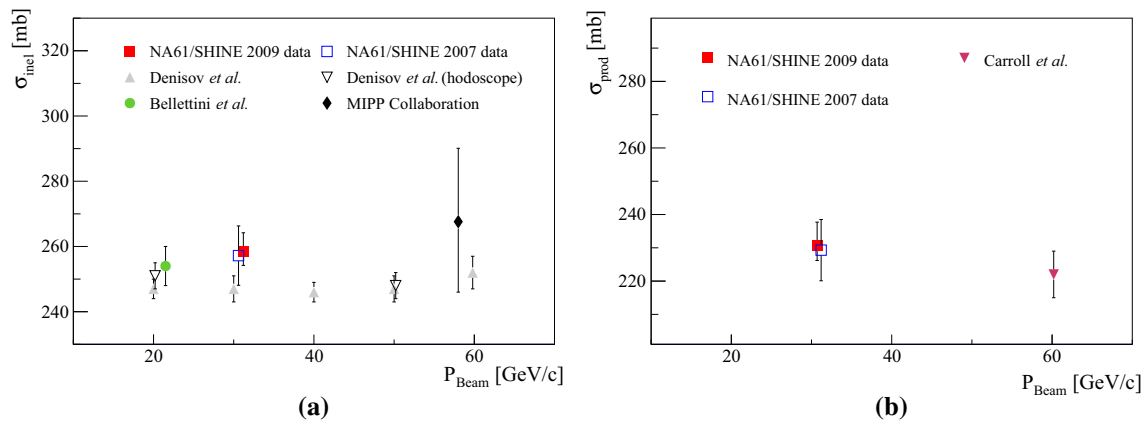 σinel [mb]
320
300
280
260
240
NA61/SHINE 2009 data
NA61/SHINE 2007 data
Denisov et al.
Denisov et al. (hodoscope)
Bellettini et al.
MIPP Collaboration
20
40
60
PBeam [GeV/c]
(a)
σprod [mb]
280
260
240
220
NA61/SHINE 2009 data
Carroll et al.
NA61/SHINE 2007 data
20
40
60
PBeam [GeV/c]
(b)